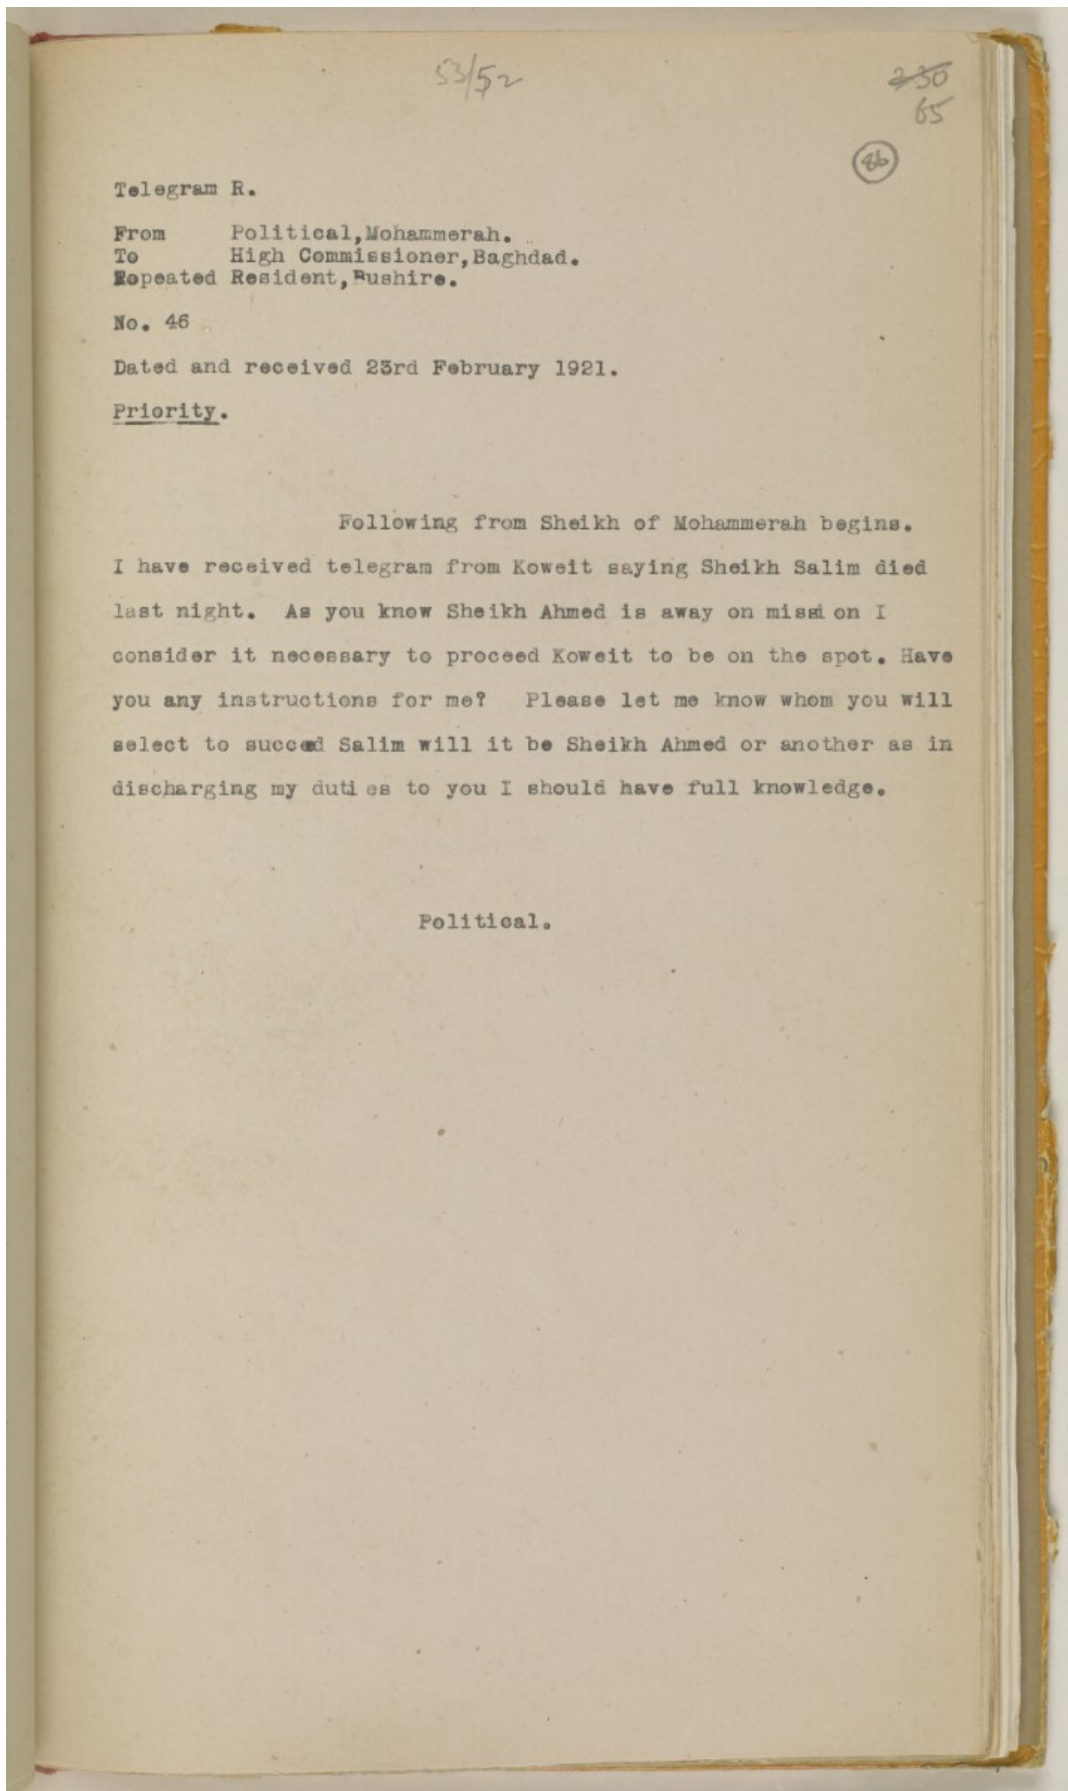 53/52
230
65
86
Telegram R.
From Political,Mohammerah.
To High Commissioner,Baghdad.
Repeated Resident,Bushire.
No. 46
Dated and received 23rd February 1921.
Priority.
Following from Sheikh of Mohammerah begins.
I have received telegram from Koweit saying Sheikh Salim died
last night. As you know Sheikh Ahmed is away on mission I
consider it necessary to proceed Koweit to be on the spot. Have
you any instructions for me? Please let me know whom you will
select to succeed Salim will it be Sheikh Ahmed or another as in
discharging my duties to you I should have full knowledge.
Political.